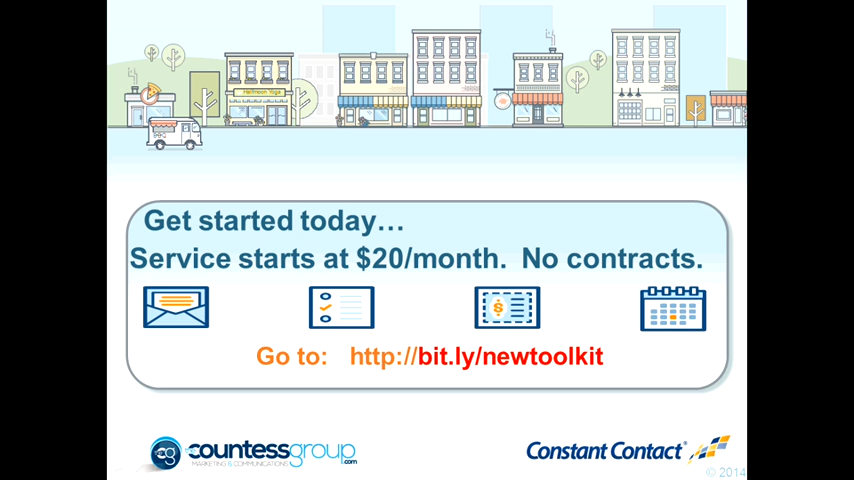 Halfmoon Yoga
Get started today…
Service starts at $20/month. No contracts.
$
Go to: http://bit.ly/newtoolkit
cg countessgroup.com
MARKETING & COMMUNICATIONS
Constant Contact®
© 2014